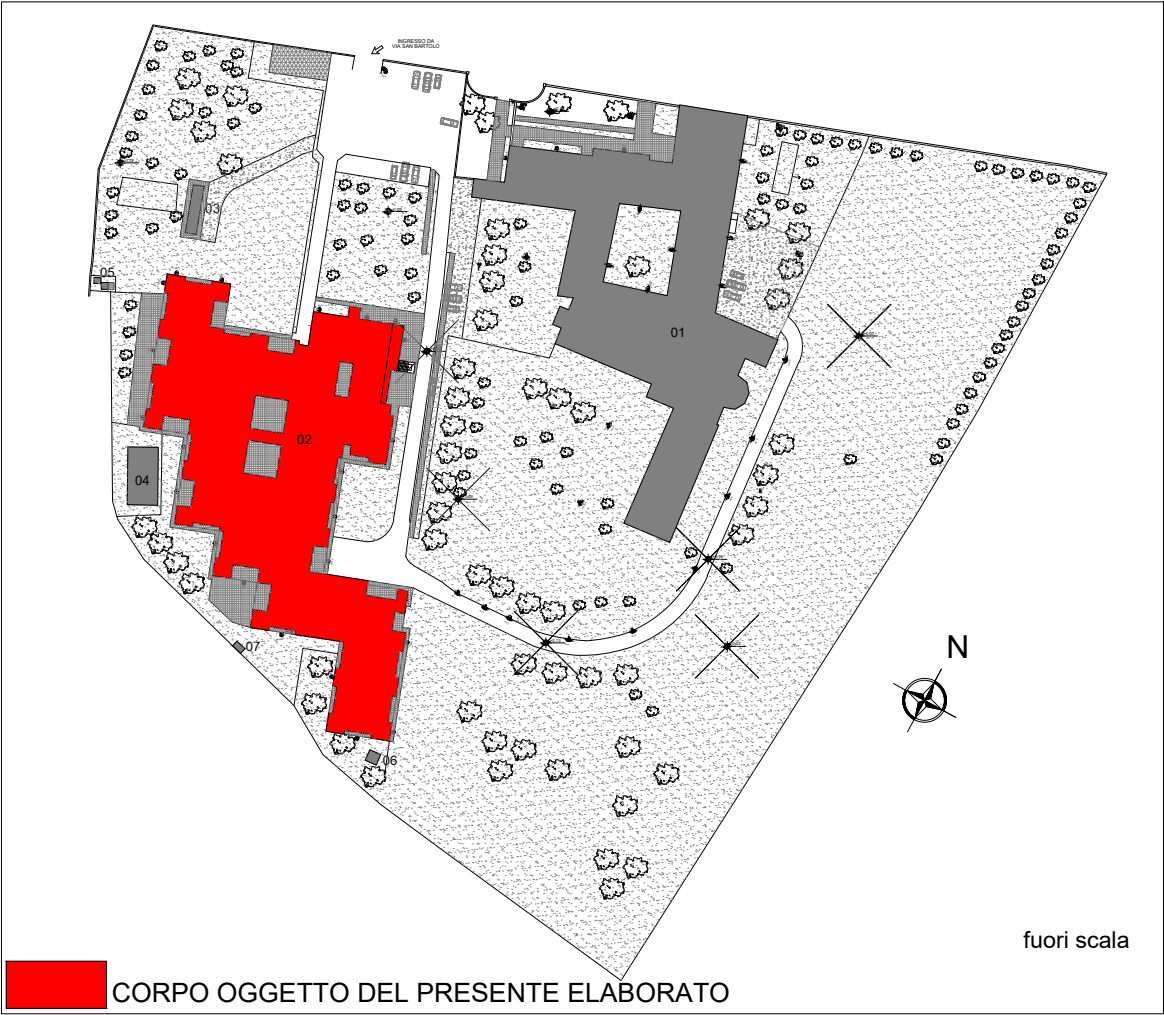 INGRESSO DA
VIA SAN BARTOLO
03
05
01
02
04
N
07
06
fuori scala
CORPO OGGETTO DEL PRESENTE ELABORATO